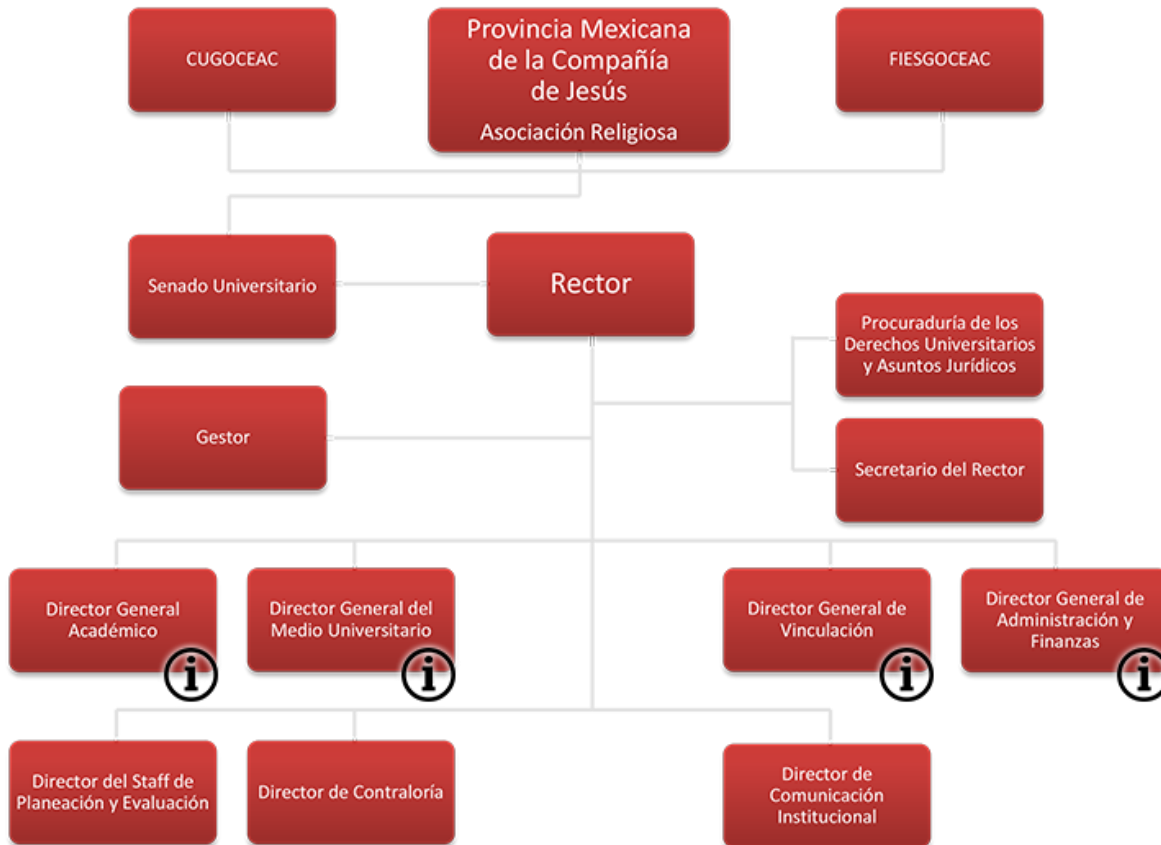 CUGOCEAC
Provincia Mexicana
de la Compañía
de Jesús
Asociación Religiosa
FIESGOCEAC
Senado Universitario
Rector
Procuraduría de los
Derechos Universitarios
y Asuntos Jurídicos
Gestor
Secretario del Rector
Director General
Académico
i
Director General del
Medio Universitario
i
Director General de
Vinculación
i
Director General de
Administración y
Finanzas
i
Director del Staff de
Planeación y Evaluación
Director de Contraloría
Director de
Comunicación
Institucional